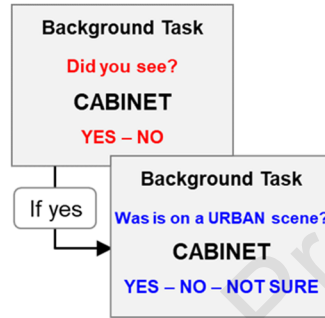 Background Task
Did you see?
CABINET
YES – NO
If yes
Background Task
Was is on a URBAN scene?
CABINET
YES – NO – NOT SURE